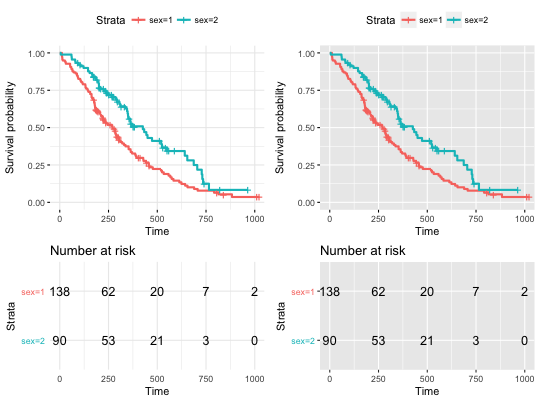 Strata sex=1 sex=2
Survival probability
1.00
0.75
0.50
0.25
0.00
0 250 500 750 1000
Time
Number at risk
Strata
sex=1 138 62 20 7 2
sex=2 90 53 21 3 0
0 250 500 750 1000
Time
Strata sex=1 sex=2
Survival probability
1.00
0.75
0.50
0.25
0.00
0 250 500 750 1000
Time
Number at risk
Strata
sex=1 138 62 20 7 2
sex=2 90 53 21 3 0
0 250 500 750 1000
Time